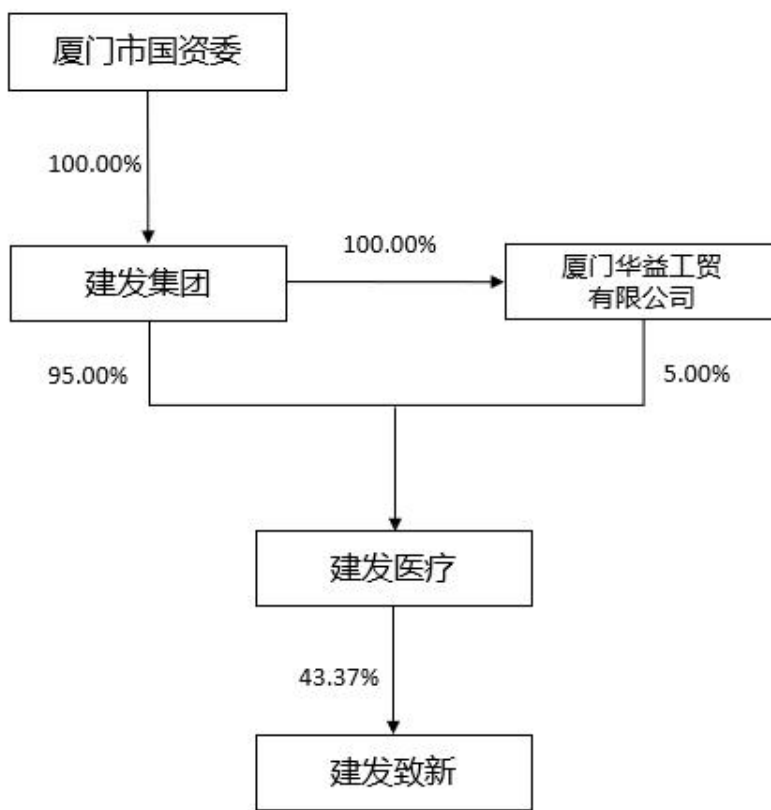 厦门市国资委
100.00%
100.00%
建发集团
厦门华益工贸
有限公司
95.00%
5.00%
建发医疗
43.37%
建发致新